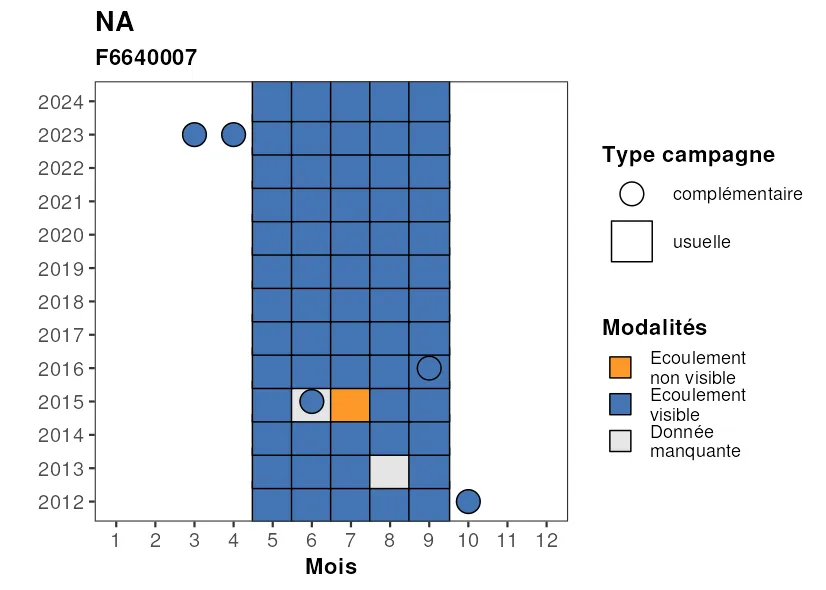 NA
F6640007
2024
2023
2022
2021
2020
2019
2018
2017
2016
2015
2014
2013
2012
1 2 3 4 5 6 7 8 9 10 11 12
Mois
Type campagne
complémentaire
usuelle
Modalités
Ecoulement
non visible
Ecoulement
visible
Donnée
manquante